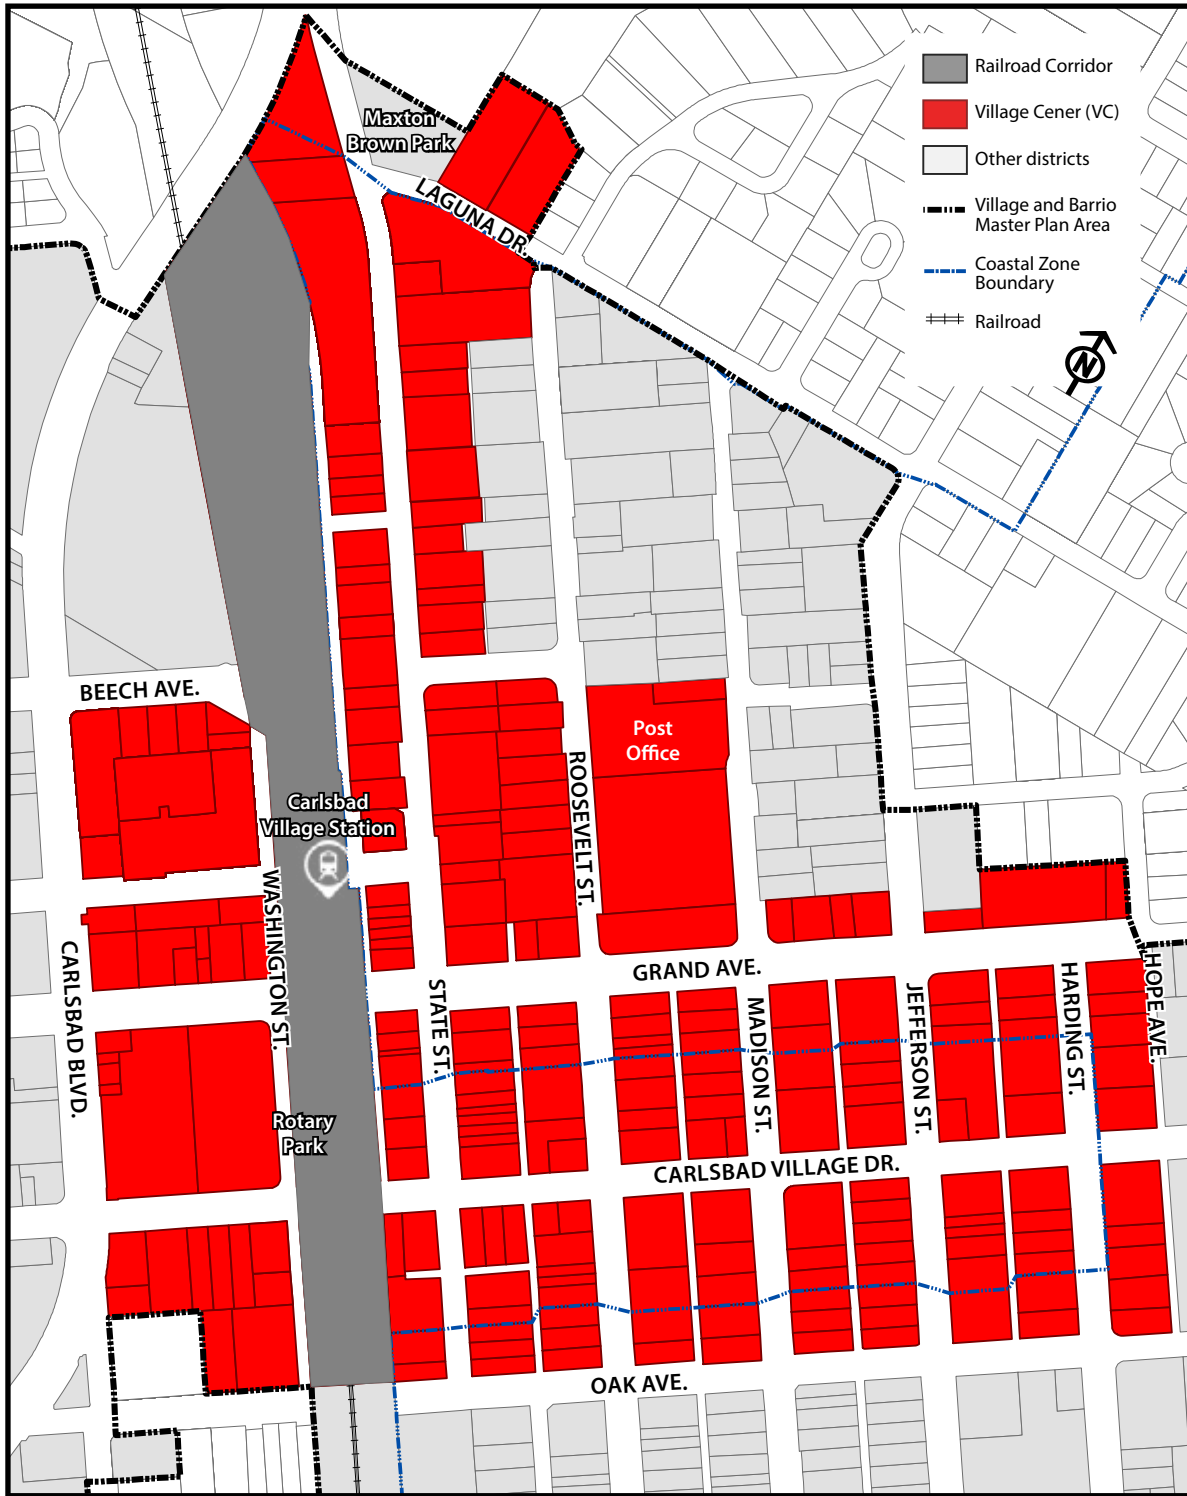 Railroad Corridor
Village Cener (VC)
Other districts
Village and Barrio
Master Plan Area
Coastal Zone
Boundary
Railroad
N
Maxton
Brown Park
LAGUNA DR.
BEECH AVE.
Post
Office
ROOSEVELT ST.
Carlsbad
Village Station
WASHINGTON ST.
CARLSBAD BLVD.
STATE ST.
GRAND AVE.
MADISON ST.
JEFFERSON ST.
HARDING ST.
HOPE AVE.
Rotary
Park
CARLSBAD VILLAGE DR.
OAK AVE.